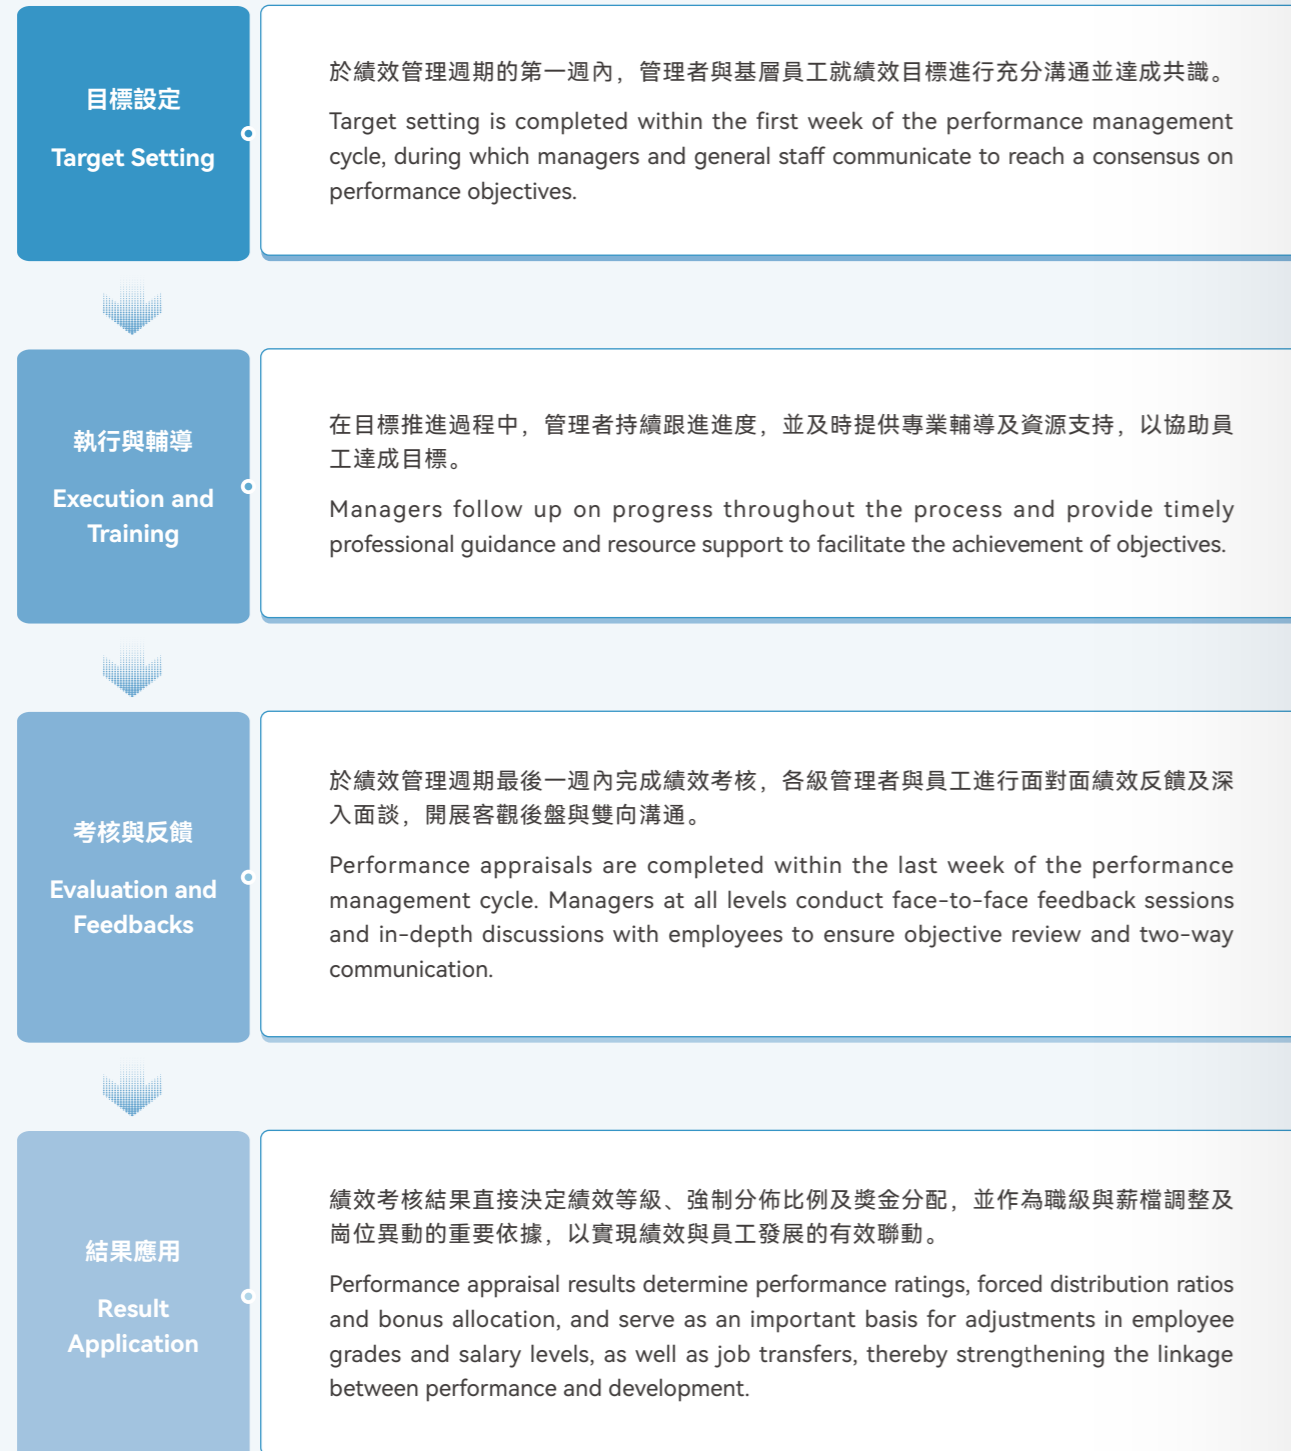 目標設定
Target Setting
於績效管理週期的第一週內，管理者與基層員工就績效目標進行充分溝通並達成共識。
Target setting is completed within the first week of the performance management
cycle, during which managers and general staff communicate to reach a consensus on
performance objectives.
執行與輔導
Execution and
Training
在目標推進過程中，管理者持續跟進進度，並及時提供專業輔導及資源支持，以協助員
工達成目標。
Managers follow up on progress throughout the process and provide timely
professional guidance and resource support to facilitate the achievement of objectives.
考核與反饋
Evaluation and
Feedbacks
於績效管理週期最後一週內完成績效考核，各級管理者與員工進行面對面績效反饋及深
入面談，開展客觀後盤與雙向溝通。
Performance appraisals are completed within the last week of the performance
management cycle. Managers at all levels conduct face-to-face feedback sessions
and in-depth discussions with employees to ensure objective review and two-way
communication.
結果應用
Result
Application
績效考核結果直接決定績效等級、強制分佈比例及獎金分配，並作為職級與薪檔調整及
崗位異動的重要依據，以實現績效與員工發展的有效聯動。
Performance appraisal results determine performance ratings, forced distribution ratios
and bonus allocation, and serve as an important basis for adjustments in employee
grades and salary levels, as well as job transfers, thereby strengthening the linkage
between performance and development.